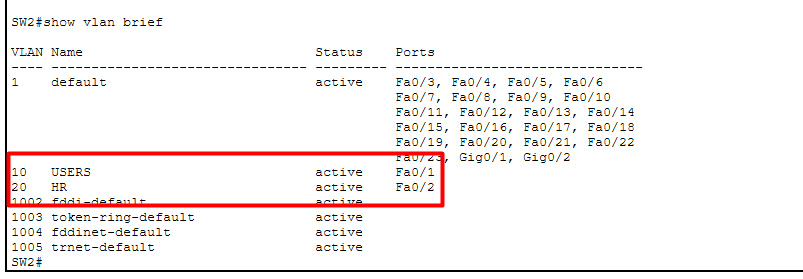 SW2#show vlan brief
VLAN Name Status Ports
---- -------------------------------- --------- -------------------------------
1 default active Fa0/3, Fa0/4, Fa0/5, Fa0/6
Fa0/7, Fa0/8, Fa0/9, Fa0/10
Fa0/11, Fa0/12, Fa0/13, Fa0/14
Fa0/15, Fa0/16, Fa0/17, Fa0/18
Fa0/19, Fa0/20, Fa0/21, Fa0/22
Fa0/23, Gig0/1, Gig0/2
10 USERS active Fa0/1
20 HR active Fa0/2
1002 fddi-default active
1003 token-ring-default active
1004 fddinet-default active
1005 trnet-default active
SW2#